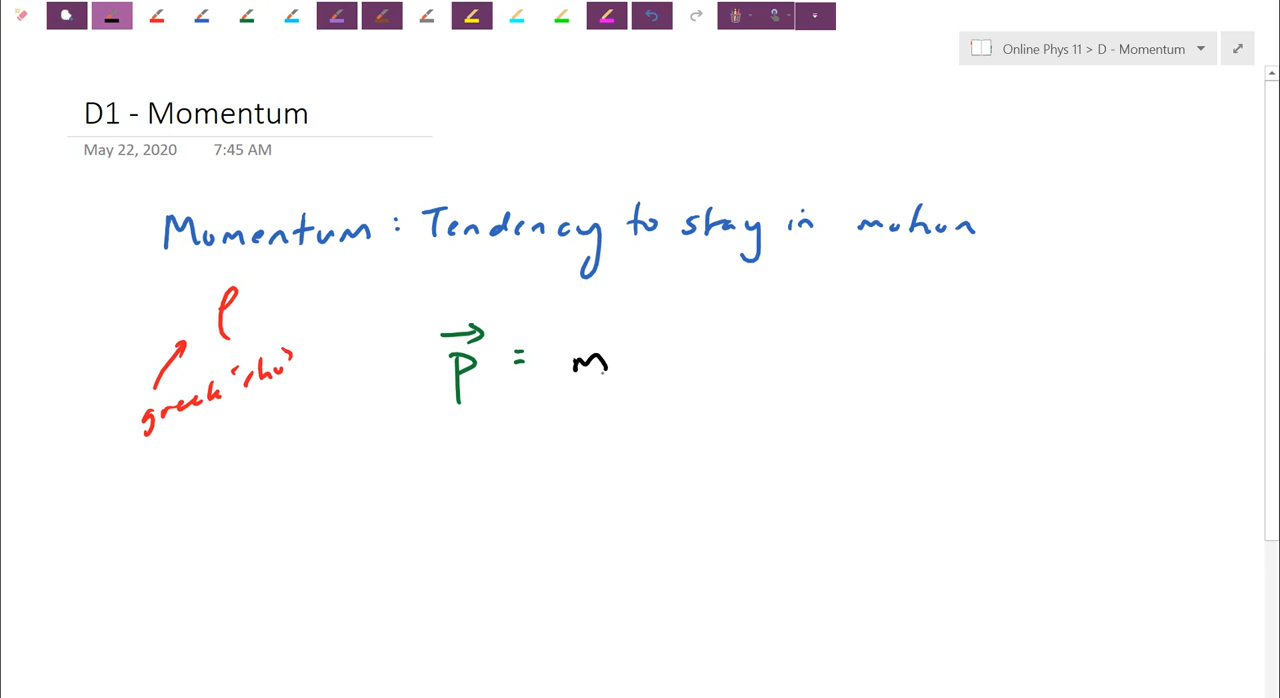 Online Phys 11 > D - Momentum
D1 - Momentum
May 22, 2020 7:45 AM
Momentum : Tendency to stay in motion
ρ
greek 'rho'
P⃗ = m